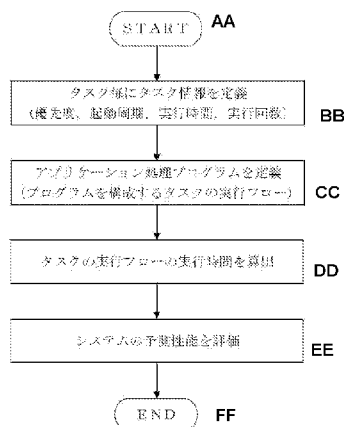 START
AA
タスク毎にタスク情報を定義
(優先度、起動周期、実行時間、実行回数)
BB
アプリケーション処理プログラムを定義
(プログラムを構成するタスクの実行フロー)
CC
タスクの実行フローの実行時間を算出
DD
システムの予測性能を評価
EE
END
FF